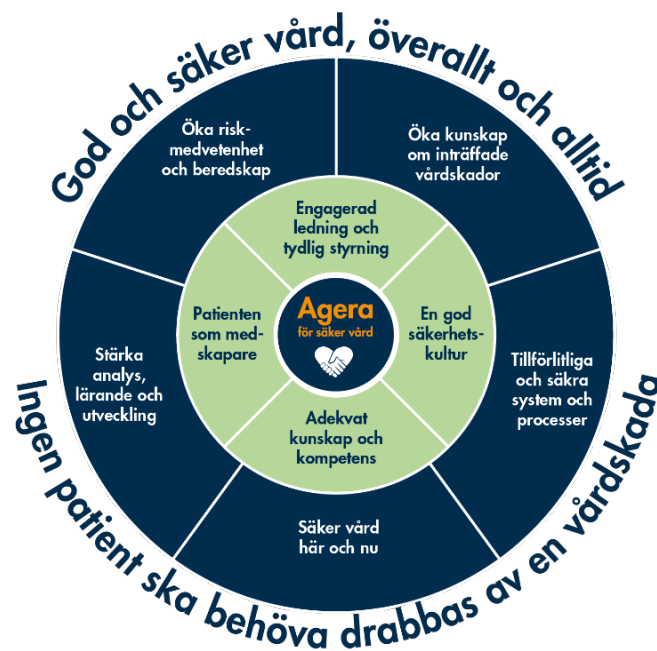 God och säker vård, överallt och alltid
Öka risk-
medvetenhet
och beredskap
Öka kunskap
om inträffade
vårdskador
Engagerad
ledning och
tydlig styrning
Patienten
som med-
skapare
Agera
för säker vård
En god
säkerhets-
kultur
Stärka
analys,
lärande och
utveckling
Tillförlitliga
och säkra
system och
processer
Adekvat
kunskap och
kompetens
Säker vård
här och nu
Ingen patient ska behöva drabbas av en vårdskada